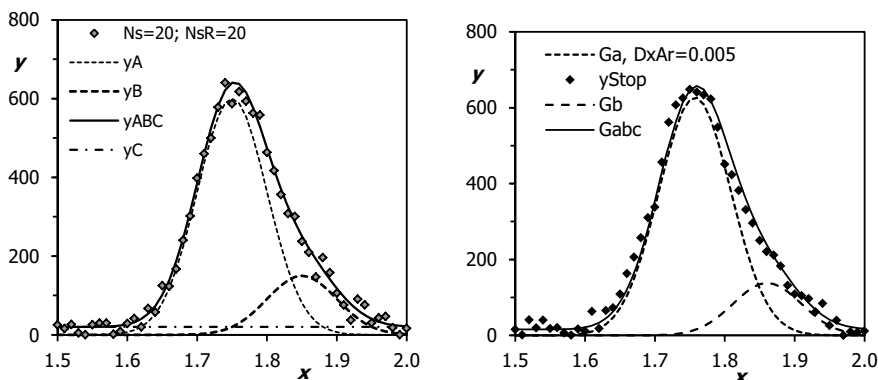 800
600
400
200
0
y
Ns=20; NsR=20
yA
yB
yABC
yC
1.5 1.6 1.7 1.8 1.9 2.0
x
800
600
400
200
0
y
Ga, DxAr=0.005
yStop
Gb
Gabc
1.5 1.6 1.7 1.8 1.9 2.0
x